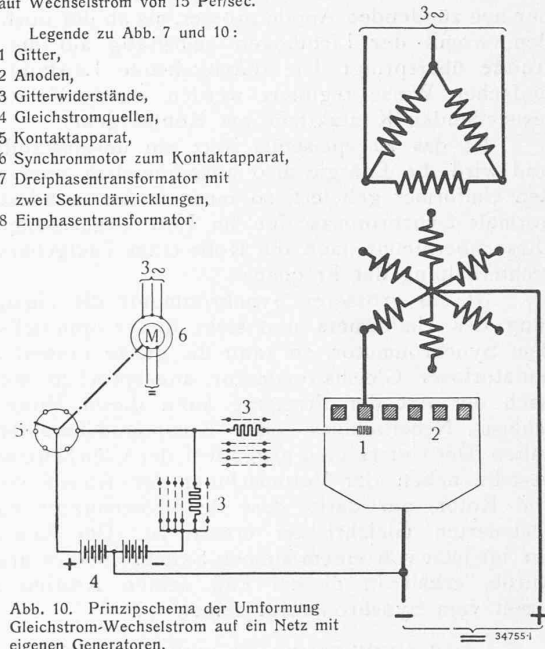 auf Wechselstrom von 15 Per/sec.
Legende zu Abb. 7 und 10:
1 Gitter,
2 Anoden,
3 Gitterwiderstände,
4 Gleichstromquellen,
5 Kontaktapparat,
6 Synchronmotor zum Kontaktapparat,
7 Dreiphasentransformator mit
zwei Sekundärwicklungen,
8 Einphasentransformator.
3∾
3∾
M
6
=
5
3
1
2
3
+
−
4
−
+
=
34755·I
Abb. 10. Prinzipschema der Umformung
Gleichstrom-Wechselstrom auf ein Netz mit
eigenen Generatoren.